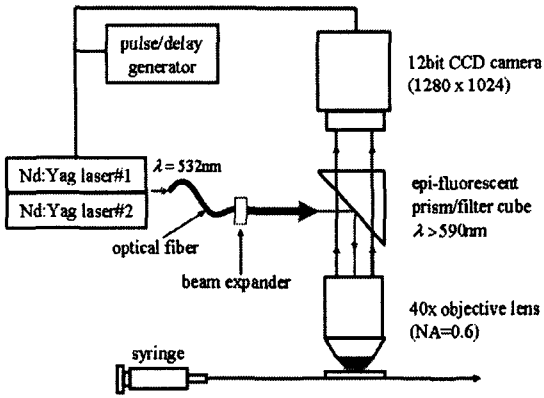 pulse/delay
generator
12bit CCD camera
(1280 x 1024)
Nd:Yag laser#1
Nd:Yag laser#2
λ = 532nm
optical fiber
beam expander
epi-fluorescent
prism/filter cube
λ >590nm
40x objective lens
(NA=0.6)
syringe